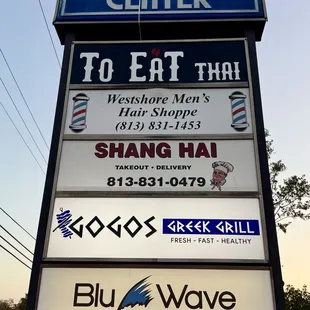 CENTER
TO EAT THAI
Westshore Men's
Hair Shoppe
(813) 831-1453
SHANG HAI
TAKEOUT • DELIVERY
813-831-0479
GOGOS GREEK GRILL
FRESH - FAST - HEALTHY
Blu Wave